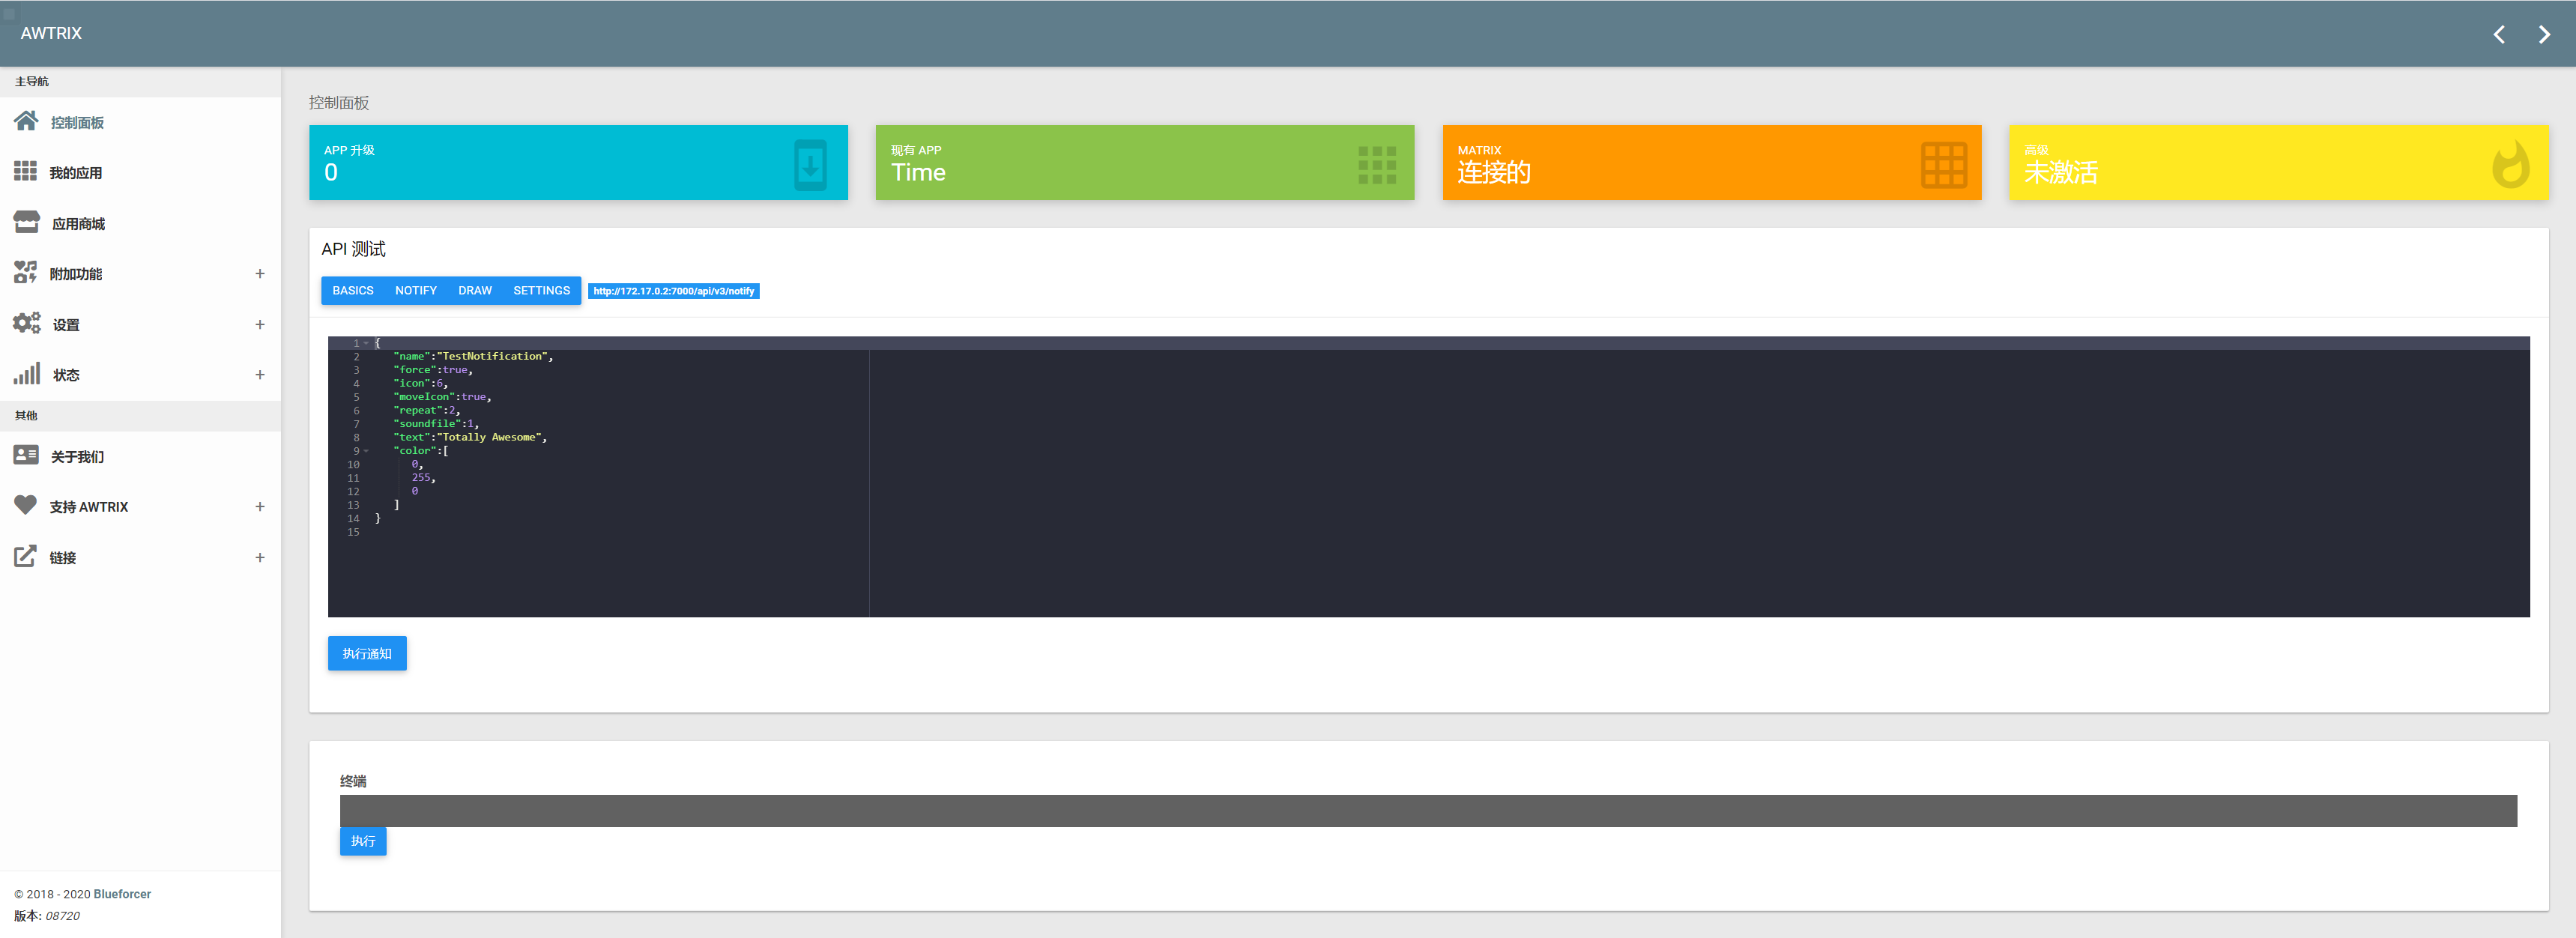 AWTRIX
主导航
控制面板
我的应用
应用商城
附加功能 +
设置 +
状态 +
其他
关于我们
支持 AWTRIX +
链接 +
© 2018 - 2020 Blueforcer
版本: 08720
控制面板
APP 升级
0
现有 APP
Time
MATRIX
连接的
高级
未激活
API 测试
BASICS NOTIFY DRAW SETTINGS http://172.17.0.2:7000/api/v3/notify
1 {
2 "name":"TestNotification",
3 "force":true,
4 "icon":6,
5 "moveIcon":true,
6 "repeat":2,
7 "soundfile":1,
8 "text":"Totally Awesome",
9 "color":[
10 0,
11 255,
12 0
13 ]
14 }
15
执行通知
终端
执行